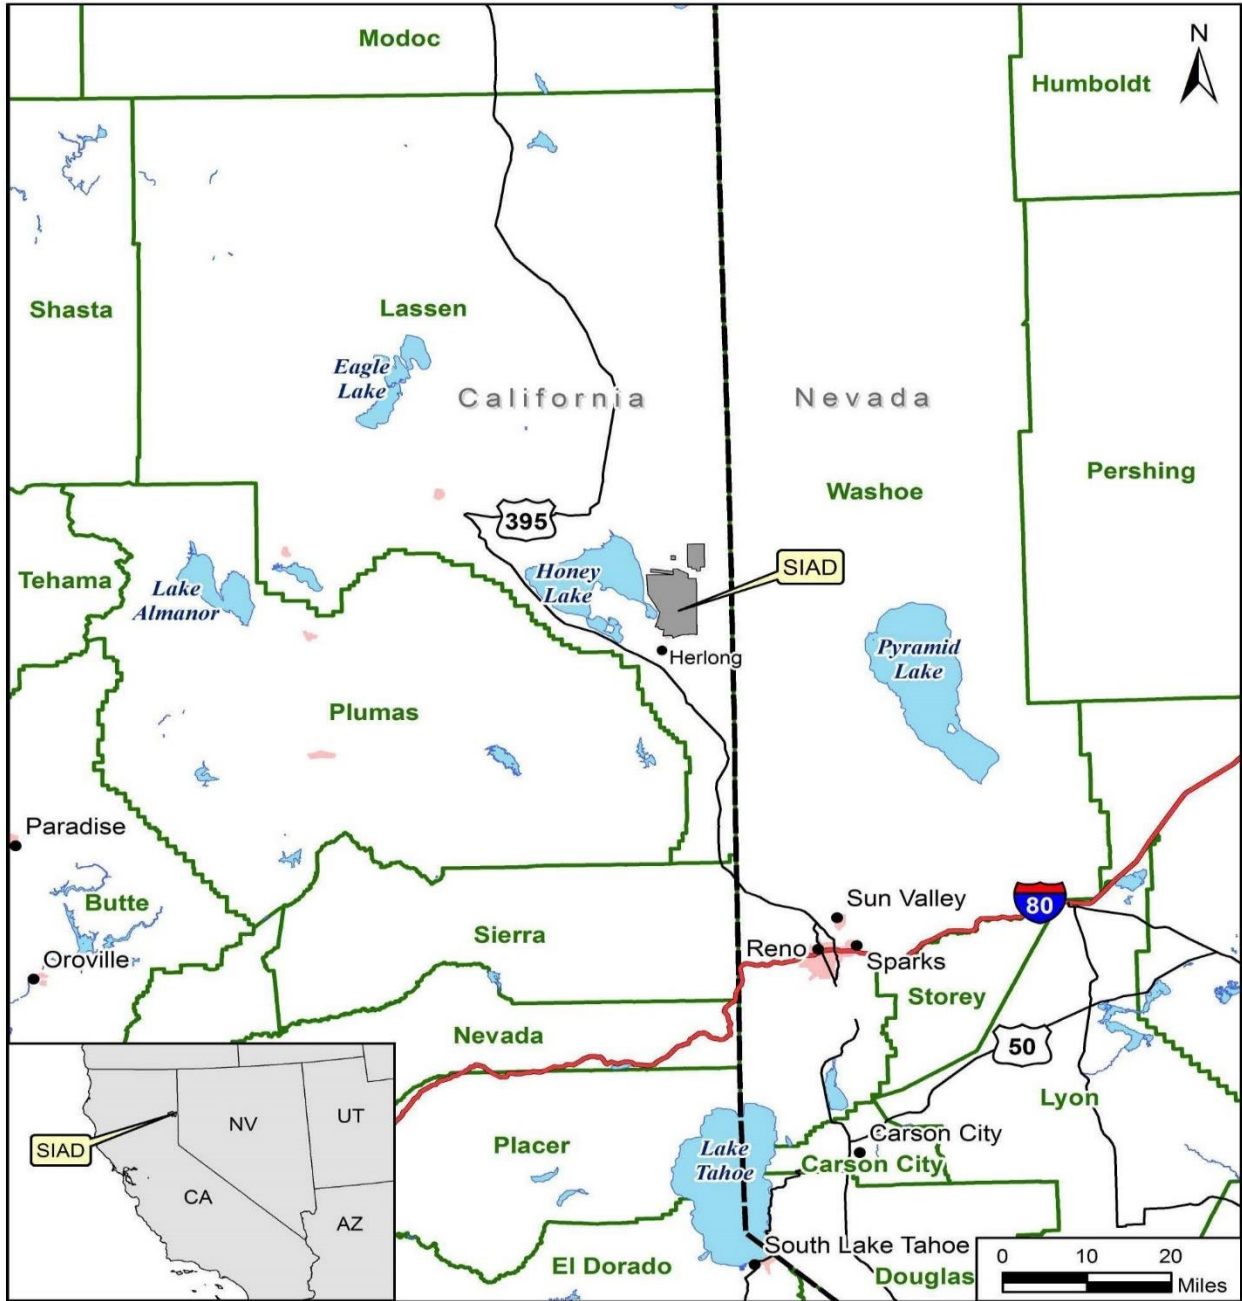 Modoc
N
Humboldt
Shasta
Lassen
Eagle
Lake
California
Nevada
Pershing
Washoe
395
SIAD
Tehama
Lake
Almanor
Honey
Lake
Herlong
Pyramid
Lake
Plumas
Paradise
Butte
Sun Valley
80
Sierra
Reno
Sparks
Oroville
Storey
Nevada
50
Lyon
NV
UT
SIAD
CA
AZ
Placer
Lake
Tahoe
Carson City
Carson City
South Lake Tahoe
El Dorado
Douglas
0 10 20
Miles